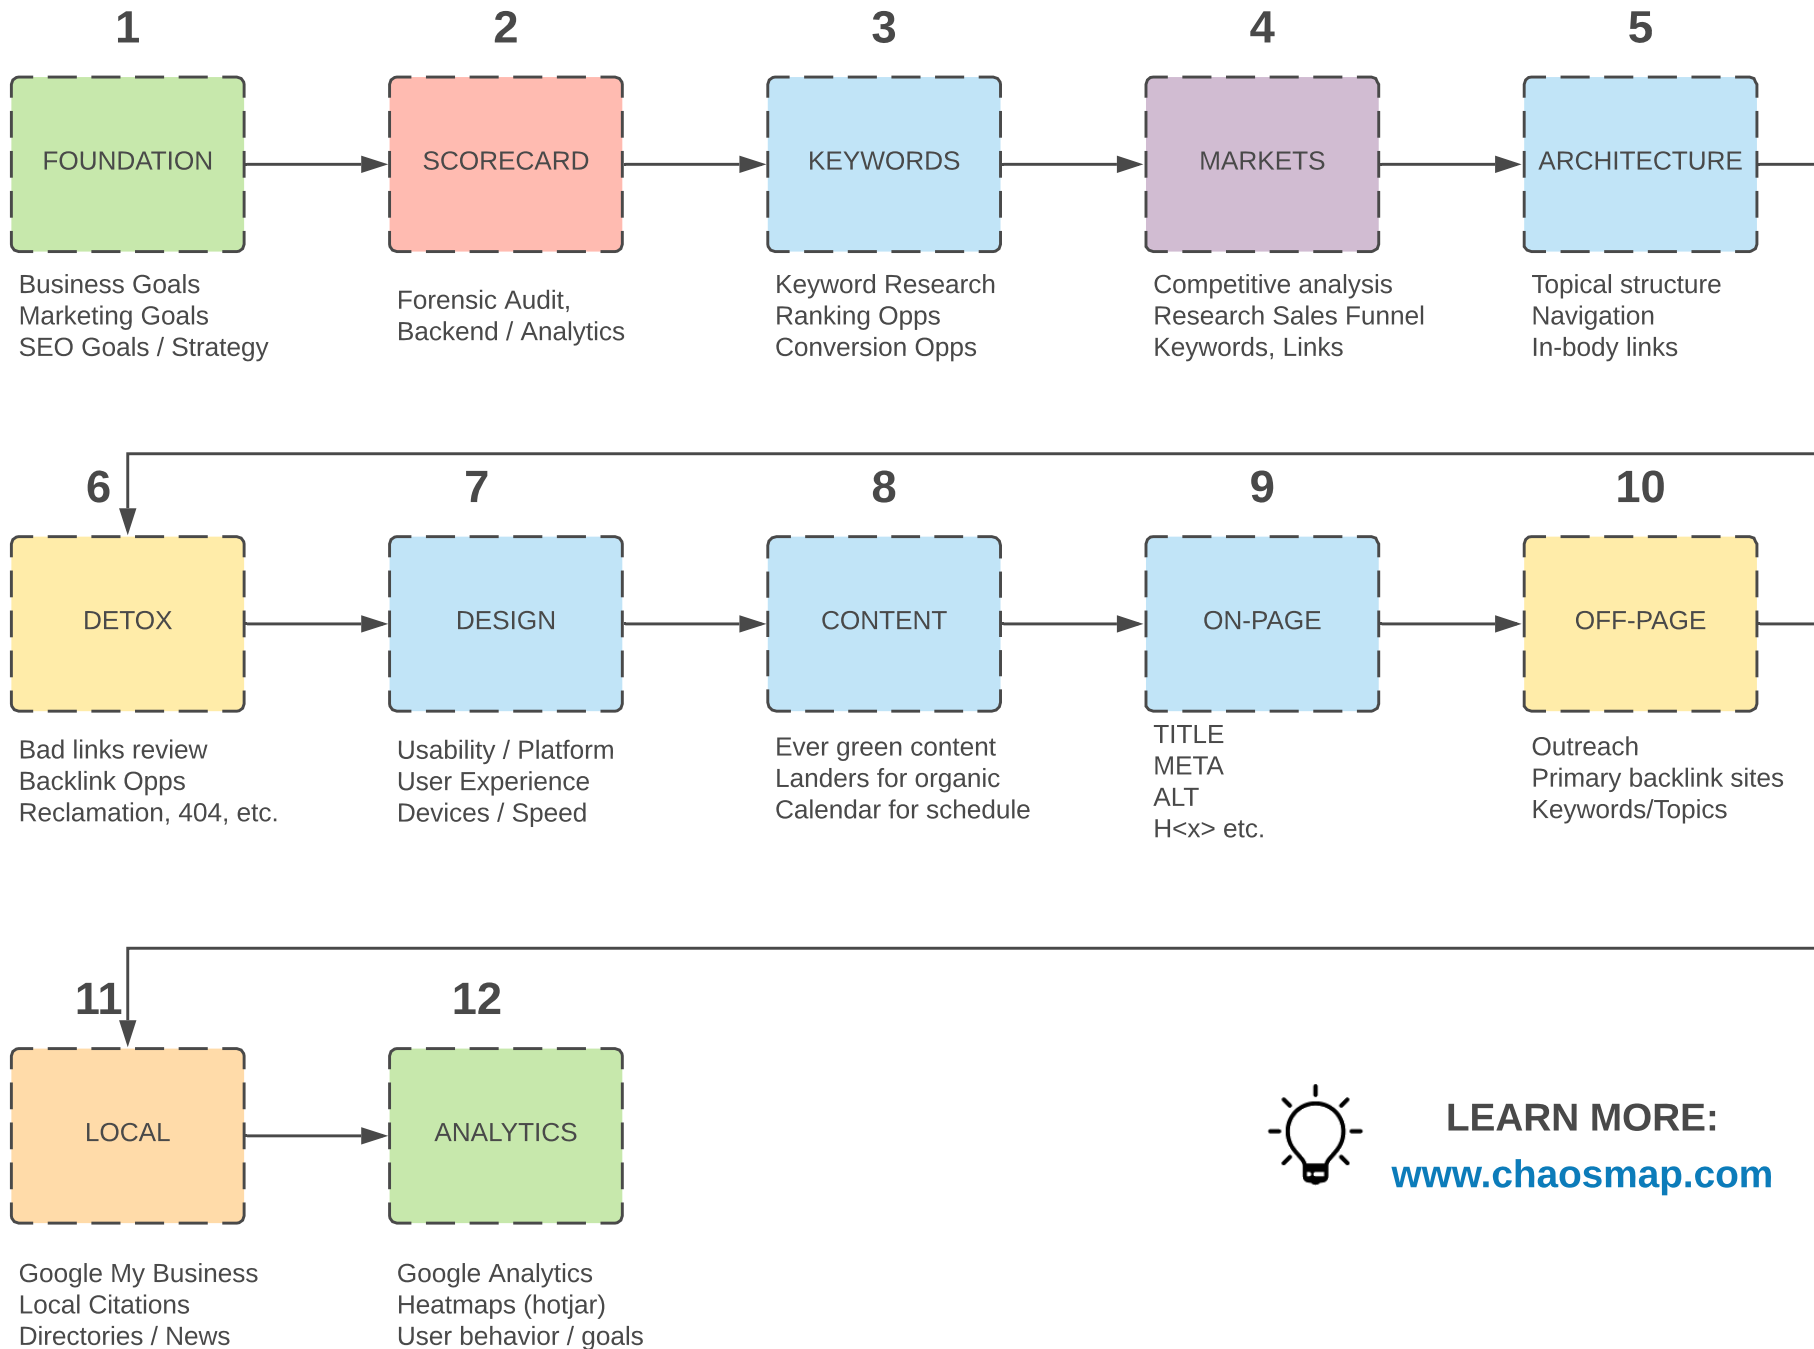 1
2
3
4
5
FOUNDATION
SCORECARD
KEYWORDS
MARKETS
ARCHITECTURE
Business Goals
Marketing Goals
SEO Goals / Strategy
Forensic Audit,
Backend / Analytics
Keyword Research
Ranking Opps
Conversion Opps
Competitive analysis
Research Sales Funnel
Keywords, Links
Topical structure
Navigation
In-body links
6
7
8
9
10
DETOX
DESIGN
CONTENT
ON-PAGE
OFF-PAGE
Bad links review
Backlink Opps
Reclamation, 404, etc.
Usability / Platform
User Experience
Devices / Speed
Ever green content
Landers for organic
Calendar for schedule
TITLE
META
ALT
H<x> etc.
Outreach
Primary backlink sites
Keywords/Topics
11
12
LOCAL
ANALYTICS
Google My Business
Local Citations
Directories / News
Google Analytics
Heatmaps (hotjar)
User behavior / goals
LEARN MORE:
www.chaosmap.com